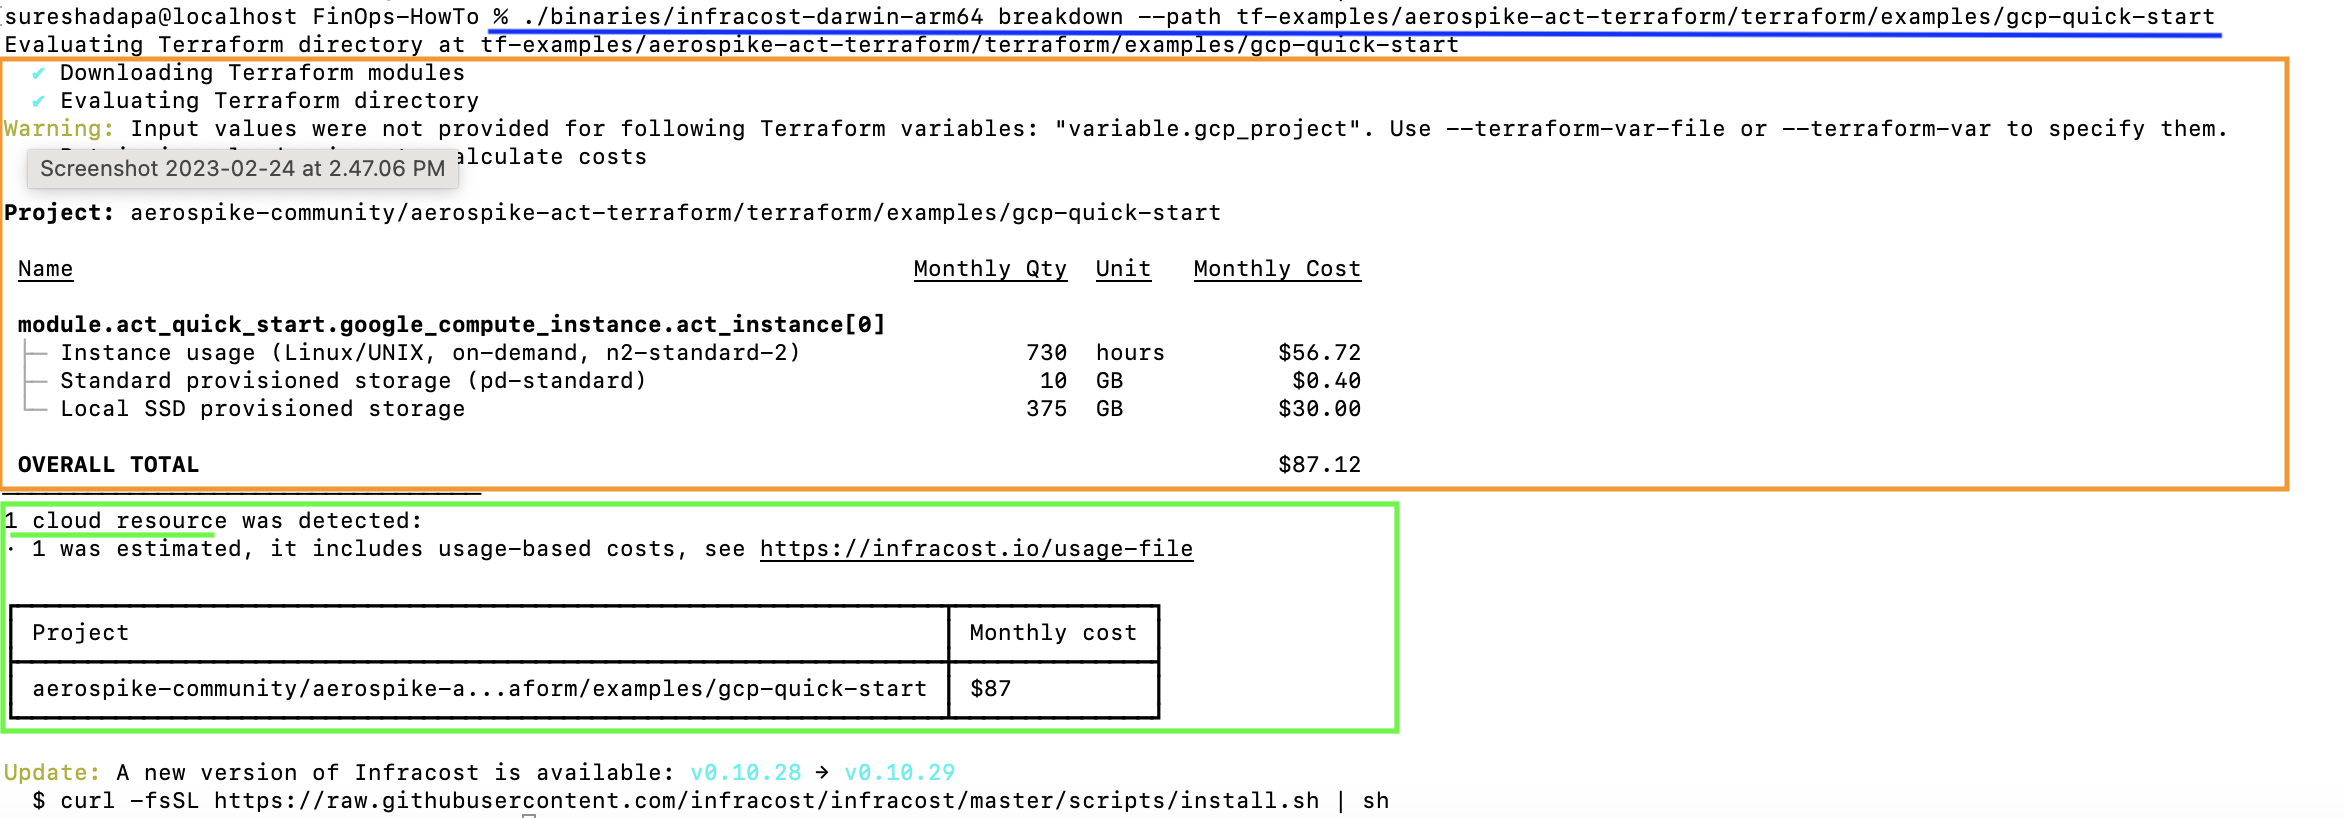 sureshadapa@localhost FinOps-HowTo % ./binaries/infracost-darwin-arm64 breakdown --path tf-examples/aerospike-act-terraform/terraform/examples/gcp-quick-start
Evaluating Terraform directory at tf-examples/aerospike-act-terraform/terraform/examples/gcp-quick-start
✔ Downloading Terraform modules
✔ Evaluating Terraform directory
Warning: Input values were not provided for following Terraform variables: "variable.gcp_project". Use --terraform-var-file or --terraform-var to specify them.
calculate costs
Screenshot 2023-02-24 at 2.47.06 PM
Project: aerospike-community/aerospike-act-terraform/terraform/examples/gcp-quick-start
Name Monthly Qty Unit Monthly Cost
module.act_quick_start.google_compute_instance.act_instance[0]
├─ Instance usage (Linux/UNIX, on-demand, n2-standard-2) 730 hours $56.72
├─ Standard provisioned storage (pd-standard) 10 GB $0.40
└─ Local SSD provisioned storage 375 GB $30.00
OVERALL TOTAL $87.12
1 cloud resource was detected:
· 1 was estimated, it includes usage-based costs, see https://infracost.io/usage-file
Project Monthly cost
aerospike-community/aerospike-a...aform/examples/gcp-quick-start $87
Update: A new version of Infracost is available: v0.10.28 → v0.10.29
$ curl -fsSL https://raw.githubusercontent.com/infracost/infracost/master/scripts/install.sh | sh